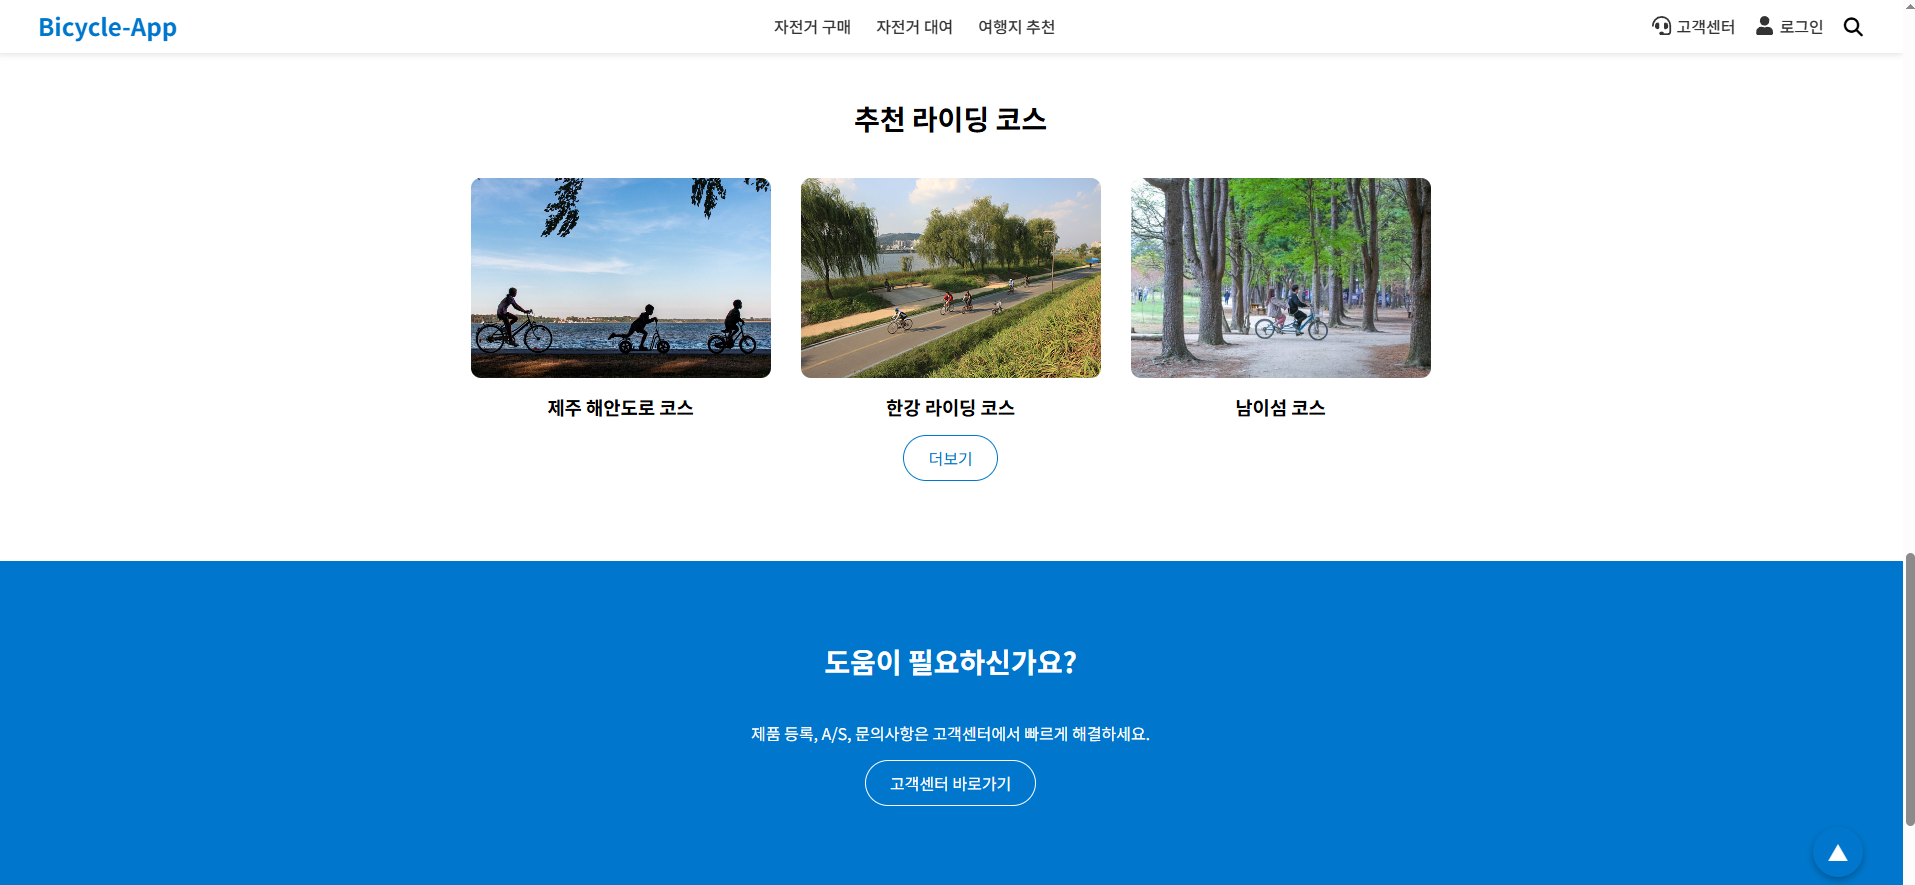 Bicycle-App
자전거 구매 자전거 대여 여행지 추천
고객센터 로그인
추천 라이딩 코스
제주 해안도로 코스
한강 라이딩 코스
남이섬 코스
더보기
도움이 필요하신가요?
제품 등록, A/S, 문의사항은 고객센터에서 빠르게 해결하세요.
고객센터 바로가기